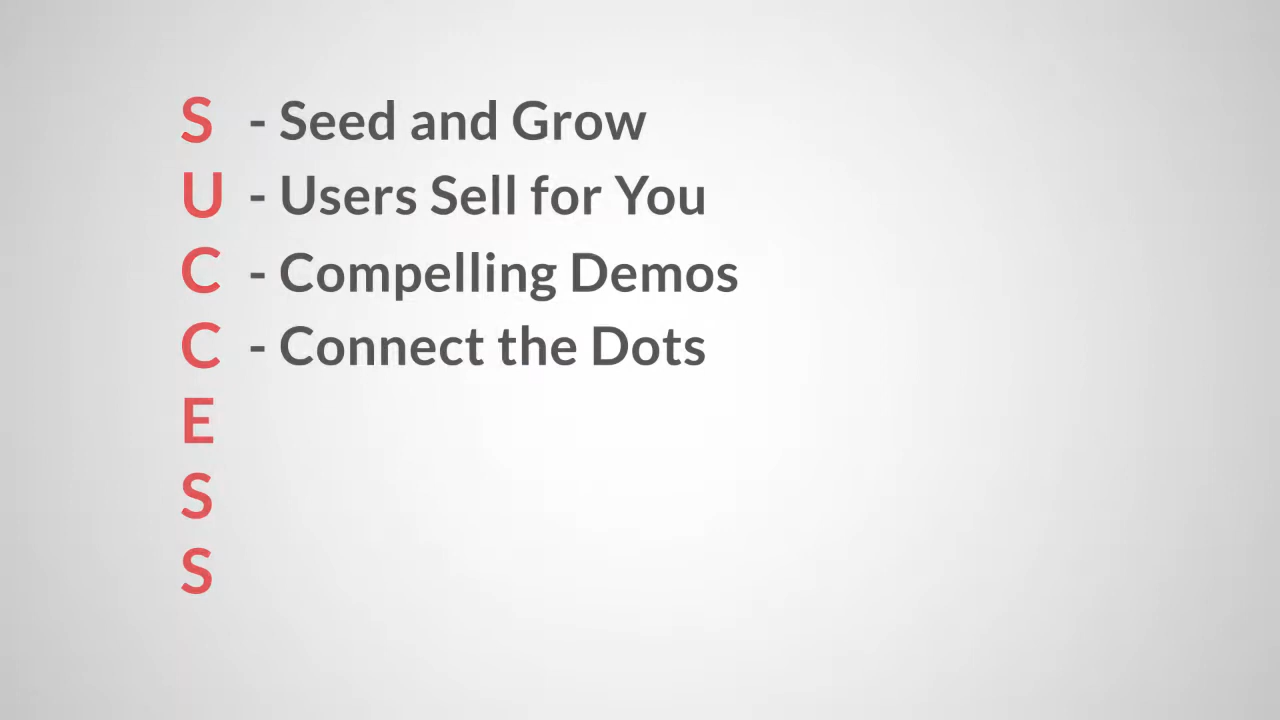 S - Seed and Grow
U - Users Sell for You
C - Compelling Demos
C - Connect the Dots
E
S
S